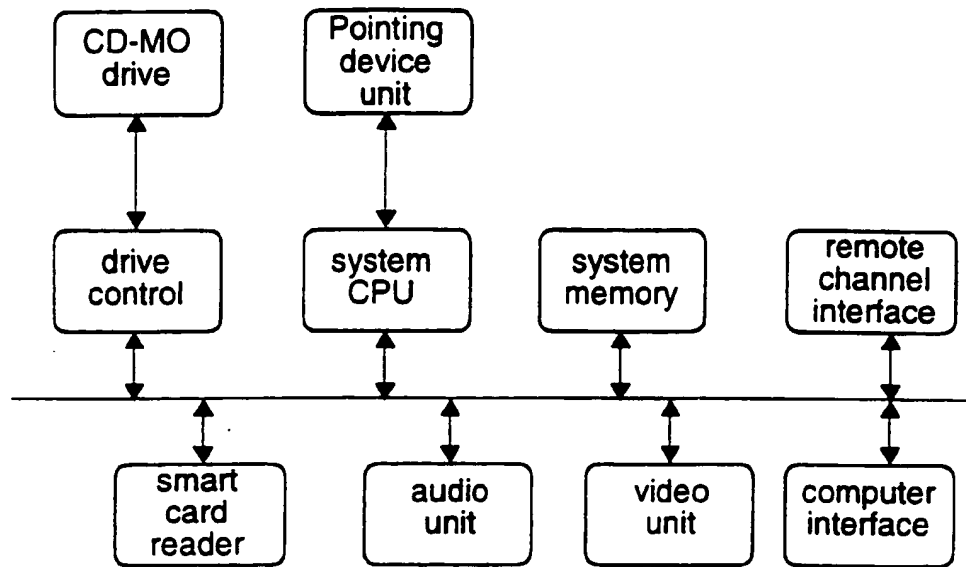 CD-MO
drive
Pointing
device
unit
drive
control
system
CPU
system
memory
remote
channel
interface
smart
card
reader
audio
unit
video
unit
computer
interface